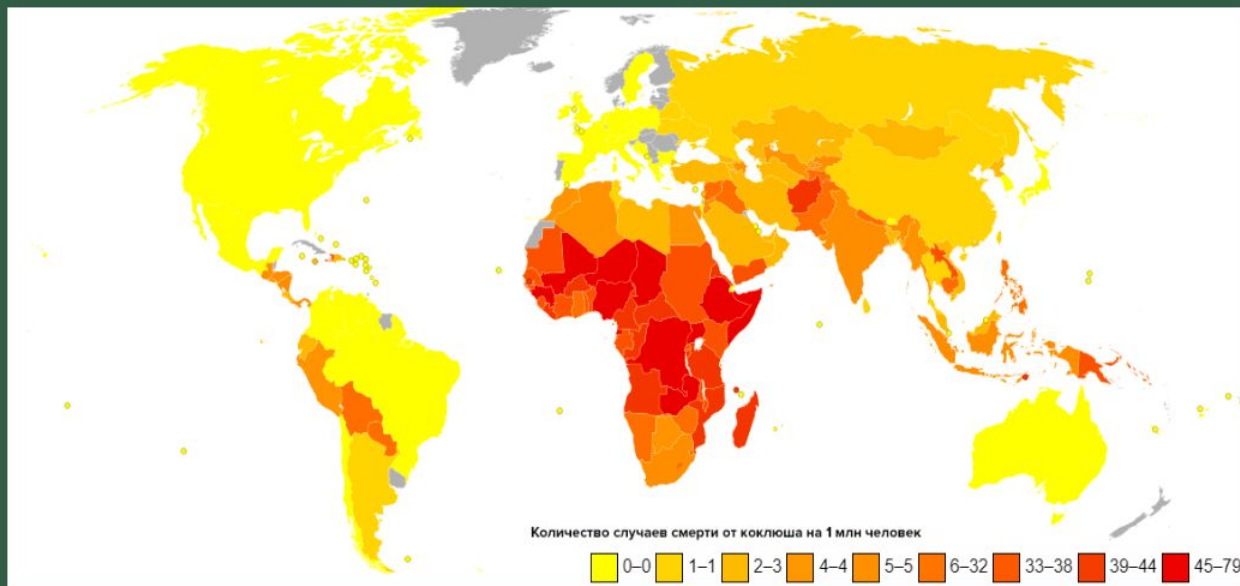 Количество случаев смерти от коклюша на 1 млн человек
0–0 1–1 2–3 4–4 5–5 6–32 33–38 39–44 45–79